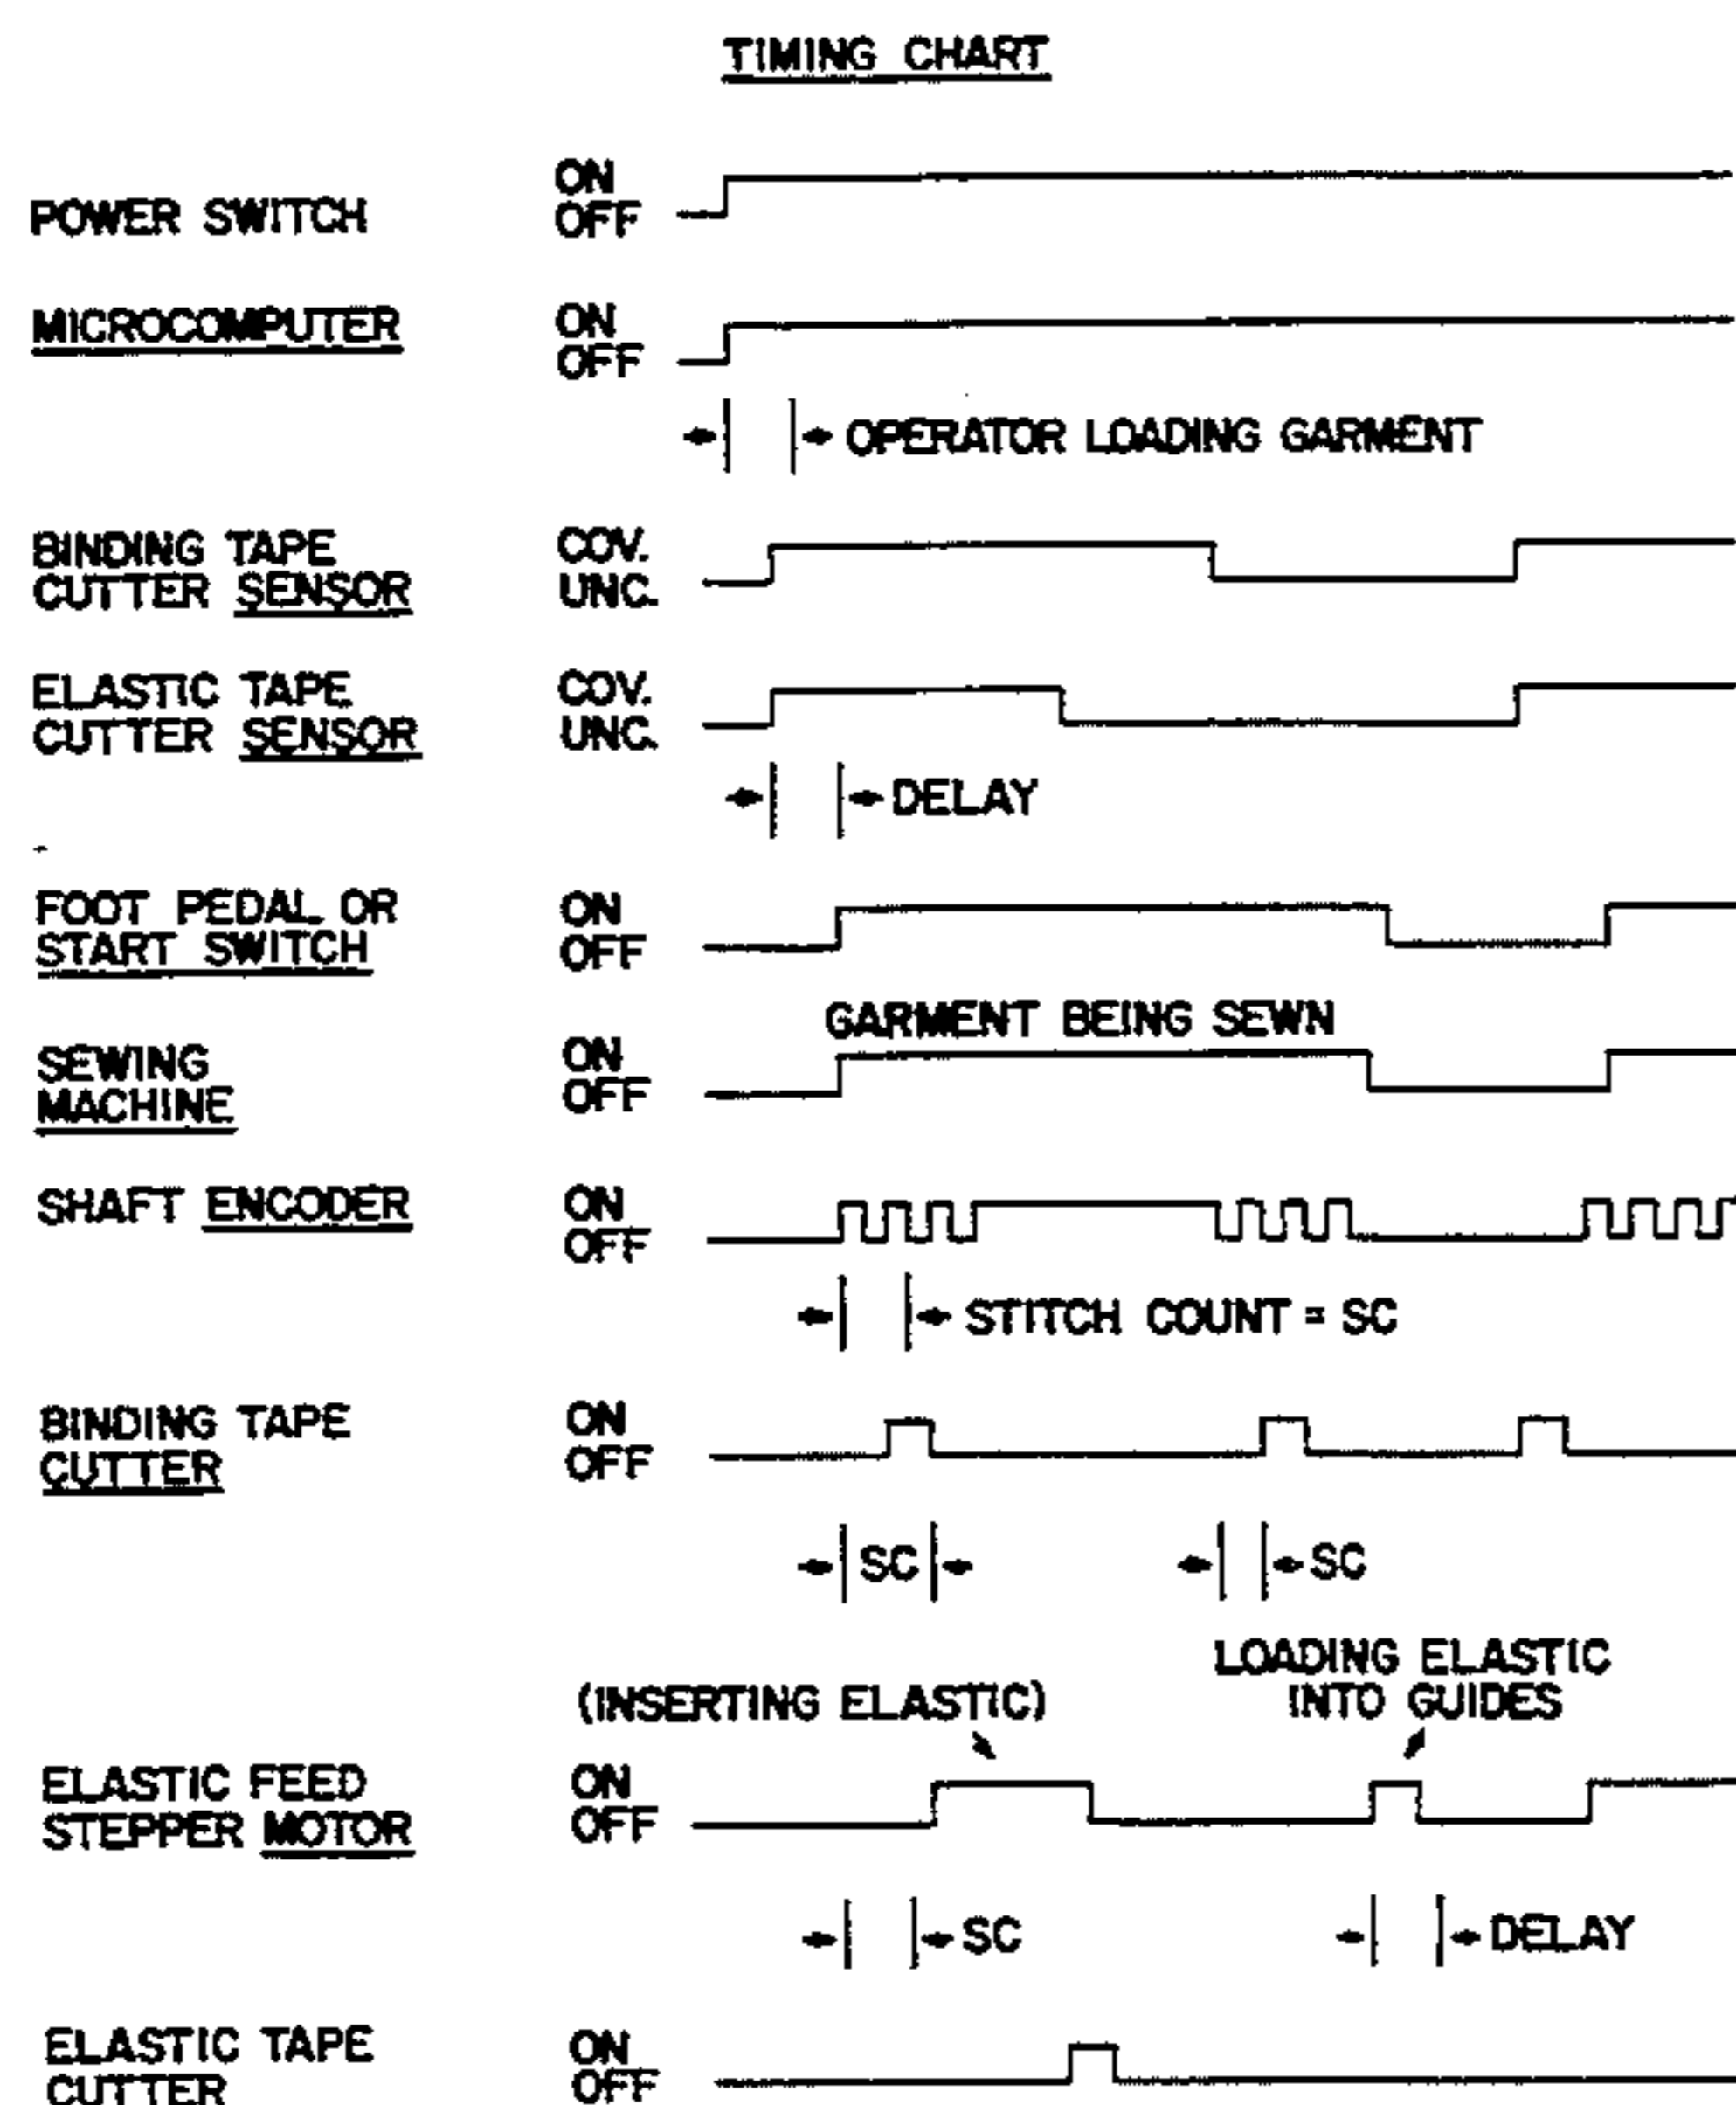 TIMING CHART
POWER SWITCH
ON
OFF
MICROCOMPUTER
ON
OFF
OPERATOR LOADING GARMENT
BINDING TAPE
CUTTER SENSOR
COV.
UNC.
ELASTIC TAPE
CUTTER SENSOR
COV.
UNC.
DELAY
FOOT PEDAL OR
START SWITCH
ON
OFF
GARMENT BEING SEWN
SEWING
MACHINE
ON
OFF
SHAFT ENCODER
ON
OFF
STITCH COUNT = SC
BINDING TAPE
CUTTER
ON
OFF
SC
SC
(INSERTING ELASTIC)
LOADING ELASTIC
INTO GUIDES
ELASTIC FEED
STEPPER MOTOR
ON
OFF
SC
DELAY
ELASTIC TAPE
CUTTER
ON
OFF